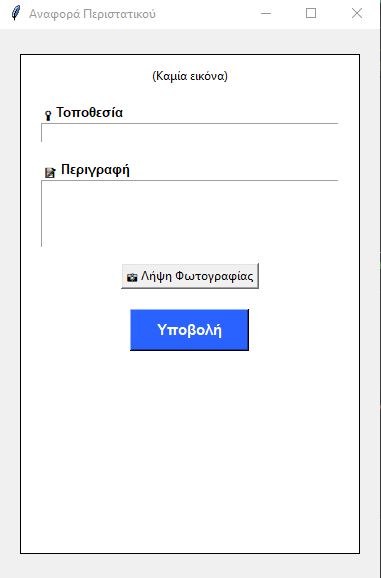 Αναφορά Περιστατικού
(Καμία εικόνα)
Τοποθεσία
Περιγραφή
Λήψη Φωτογραφίας
Υποβολή